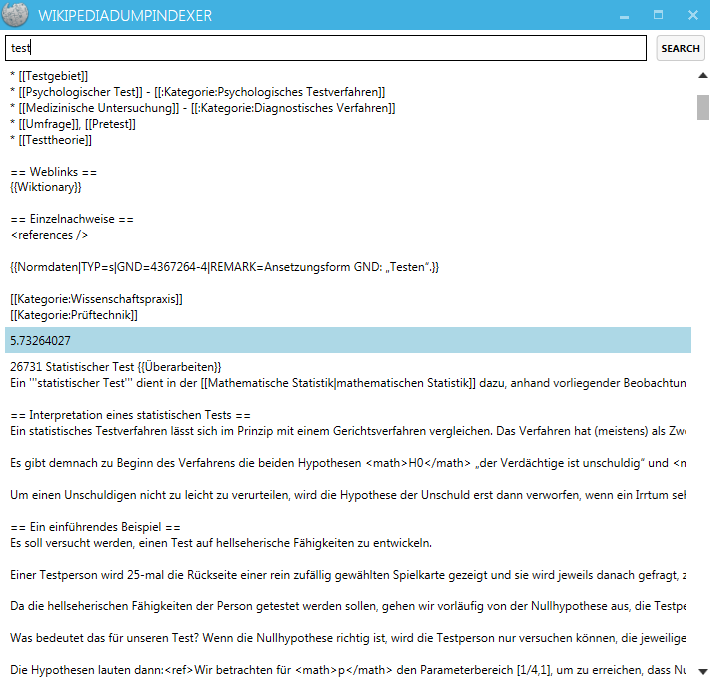 WIKIPEDIADUMPINDEXER
test
SEARCH
* [[Testgebiet]]
* [[Psychologischer Test]] - [[:Kategorie:Psychologisches Testverfahren]]
* [[Medizinische Untersuchung]] - [[:Kategorie:Diagnostisches Verfahren]]
* [[Umfrage]], [[Pretest]]
* [[Testtheorie]]
== Weblinks ==
{{Wiktionary}}
== Einzelnachweise ==
<references />
{{Normdaten|TYP=s|GND=4367264-4|REMARK=Ansetzungsform GND: „Testen“.}}
[[Kategorie:Wissenschaftspraxis]]
[[Kategorie:Prüftechnik]]
5.73264027
26731 Statistischer Test {{Überarbeiten}}
Ein '''statistischer Test''' dient in der [[Mathematische Statistik|mathematischen Statistik]] dazu, anhand vorliegender Beobachtun
== Interpretation eines statistischen Tests ==
Ein statistisches Testverfahren lässt sich im Prinzip mit einem Gerichtsverfahren vergleichen. Das Verfahren hat (meistens) als Zw
Es gibt demnach zu Beginn des Verfahrens die beiden Hypothesen <math>H0</math> „der Verdächtige ist unschuldig“ und <m
Um einen Unschuldigen nicht zu leicht zu verurteilen, wird die Hypothese der Unschuld erst dann verworfen, wenn ein Irrtum se
== Ein einführendes Beispiel ==
Es soll versucht werden, einen Test auf hellseherische Fähigkeiten zu entwickeln.
Einer Testperson wird 25-mal die Rückseite einer rein zufällig gewählten Spielkarte gezeigt und sie wird jeweils danach gefragt, z
Da die hellseherischen Fähigkeiten der Person getestet werden sollen, gehen wir vorläufig von der Nullhypothese aus, die Testpe
Was bedeutet das für unseren Test? Wenn die Nullhypothese richtig ist, wird die Testperson nur versuchen können, die jeweilige
Die Hypothesen lauten dann:<ref>Wir betrachten für <math>p</math> den Parameterbereich [1/4,1], um zu erreichen, dass Nu